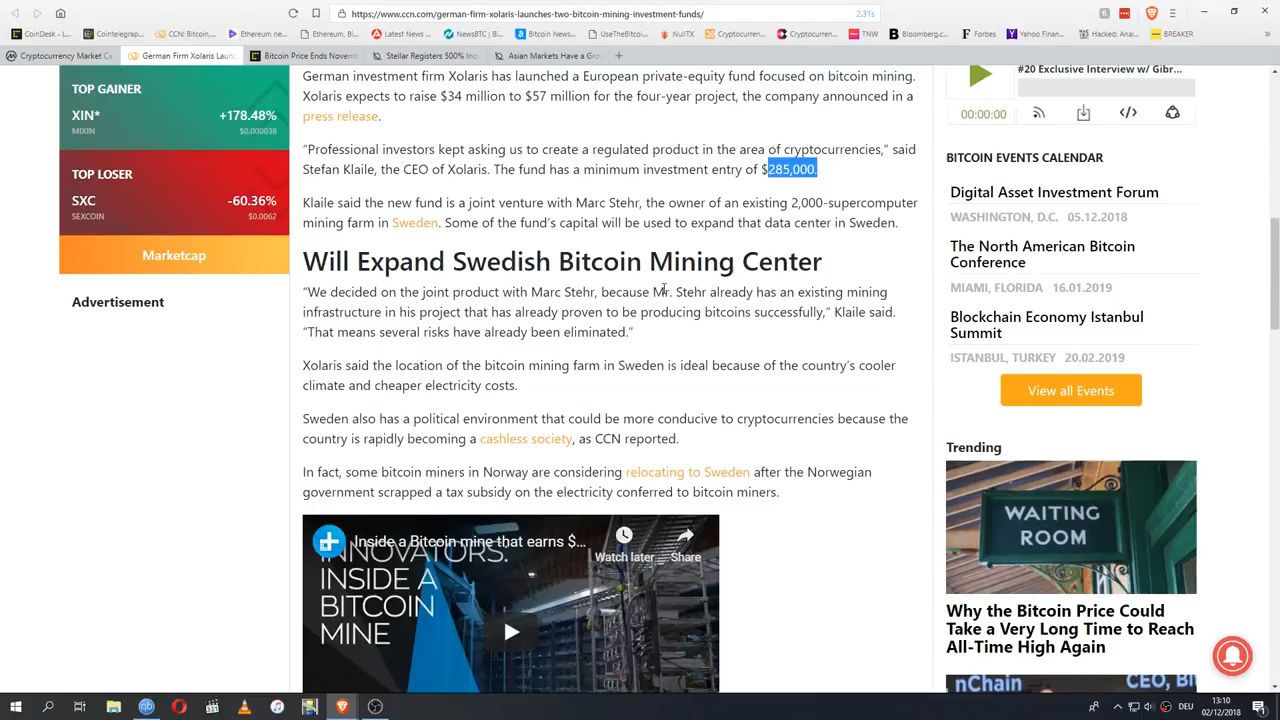 https://www.ccn.com/german-firm-xolaris-launches-two-bitcoin-mining-investment-funds/
2.31s
CoinDesk - L
Cointelegrap
CCN: Bitcoin,
Ethereum ne
Ethereum, Bi
Latest News
NewsBTC | Bi
Bitcoin News
UseTheBitcoi
NullTX
Cryptocurren
Cryptocurren
TNW
Bloomberg.co
Forbes
Yahoo Finan
Hacked: Anal
BREAKER
»
Cryptocurrency Market C
German Firm Xolaris Laun
Bitcoin Price Ends Novemb
Stellar Registers 500% Inc
Asian Markets Have a Gro
TOP GAINER
XIN*
+178.48%
MIXIN
$0.000038
TOP LOSER
SXC
-60.36%
SEXCOIN
$0.0062
Marketcap
Advertisement
German investment firm Xolaris has launched a European private-equity fund focused on bitcoin mining.
Xolaris expects to raise $34 million to $57 million for the four-year project, the company announced in a
press release.
“Professional investors kept asking us to create a regulated product in the area of cryptocurrencies,” said
Stefan Klaile, the CEO of Xolaris. The fund has a minimum investment entry of $285,000.
Klaile said the new fund is a joint venture with Marc Stehr, the owner of an existing 2,000-supercomputer
mining farm in Sweden. Some of the fund’s capital will be used to expand that data center in Sweden.
Will Expand Swedish Bitcoin Mining Center
“We decided on the joint product with Marc Stehr, because Mr. Stehr already has an existing mining
infrastructure in his project that has already proven to be producing bitcoins successfully,” Klaile said.
“That means several risks have already been eliminated.“
Xolaris said the location of the bitcoin mining farm in Sweden is ideal because of the country’s cooler
climate and cheaper electricity costs.
Sweden also has a political environment that could be more conducive to cryptocurrencies because the
country is rapidly becoming a cashless society, as CCN reported.
In fact, some bitcoin miners in Norway are considering relocating to Sweden after the Norwegian
government scrapped a tax subsidy on the electricity conferred to bitcoin miners.
Inside a Bitcoin mine that earns $...
Watch later
Share
INNOVATORS:
INSIDE A
BITCOIN
MINE
#20 Exclusive Interview w/ Gibr...
00:00:00
BITCOIN EVENTS CALENDAR
Digital Asset Investment Forum
WASHINGTON, D.C. 05.12.2018
The North American Bitcoin
Conference
MIAMI, FLORIDA 16.01.2019
Blockchain Economy Istanbul
Summit
ISTANBUL, TURKEY 20.02.2019
View all Events
Trending
WAITING
ROOM
Why the Bitcoin Price Could
Take a Very Long Time to Reach
All-Time High Again
nChain
CEO, BI
DEU
13:10
02/12/2018